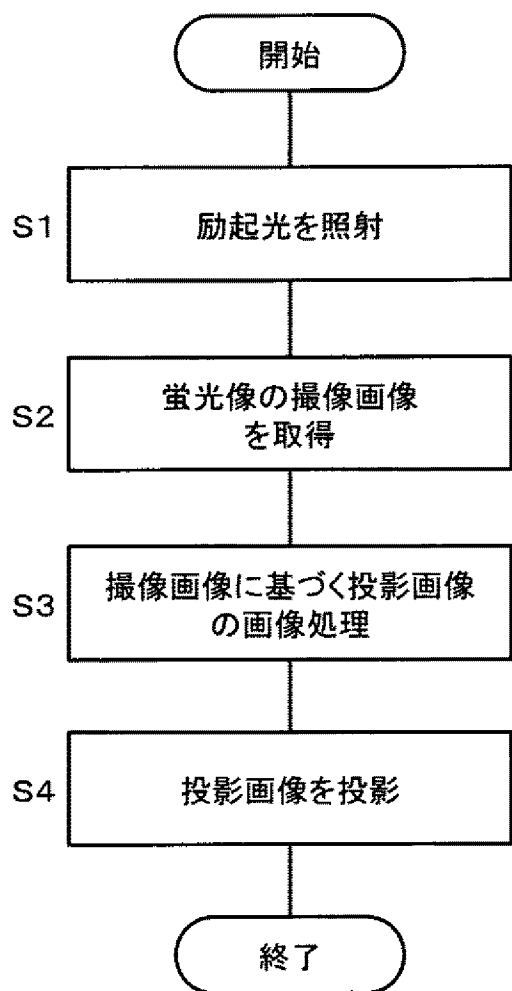 開始
S1
励起光を照射
S2
蛍光像の撮像画像
を取得
S3
撮像画像に基づく投影画像
の画像処理
S4
投影画像を投影
終了